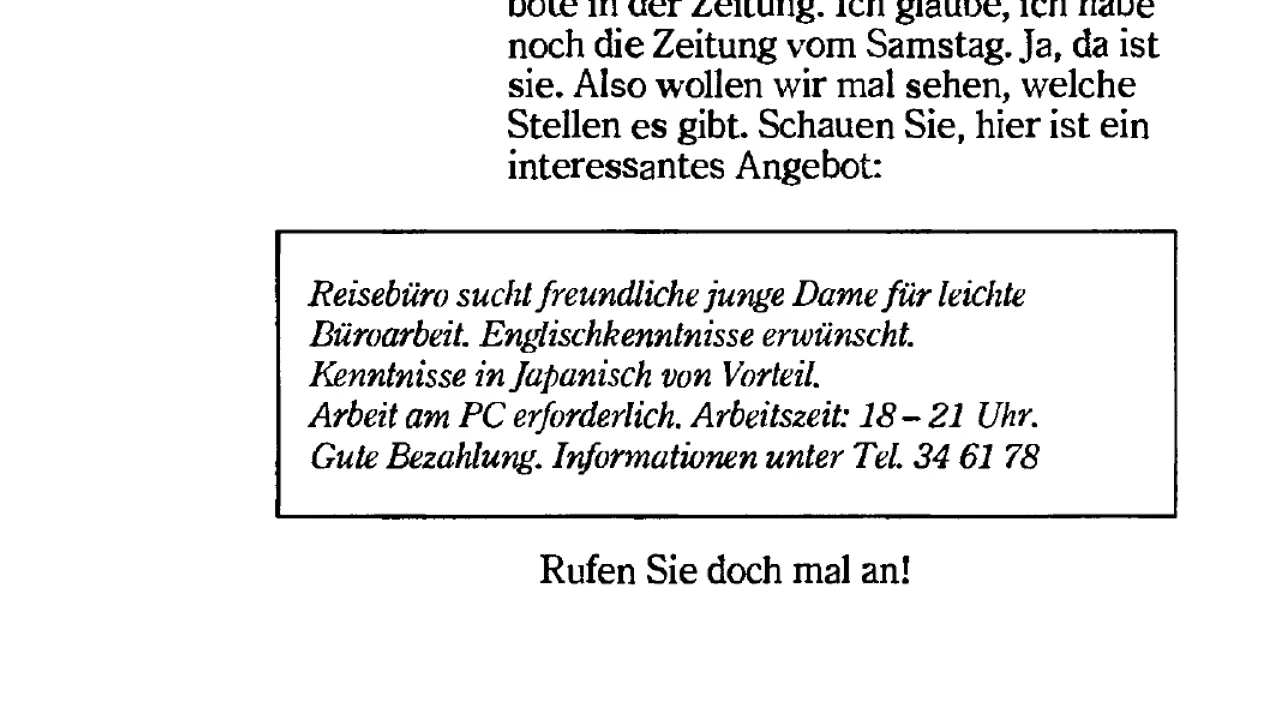 bote in der Zeitung. Ich glaube, ich habe
noch die Zeitung vom Samstag. Ja, da ist
sie. Also wollen wir mal sehen, welche
Stellen es gibt. Schauen Sie, hier ist ein
interessantes Angebot:
Reisebüro sucht freundliche junge Dame für leichte
Büroarbeit. Englischkenntnisse erwünscht.
Kenntnisse in Japanisch von Vorteil.
Arbeit am PC erforderlich. Arbeitszeit: 18 – 21 Uhr.
Gute Bezahlung. Informationen unter Tel. 34 61 78
Rufen Sie doch mal an!